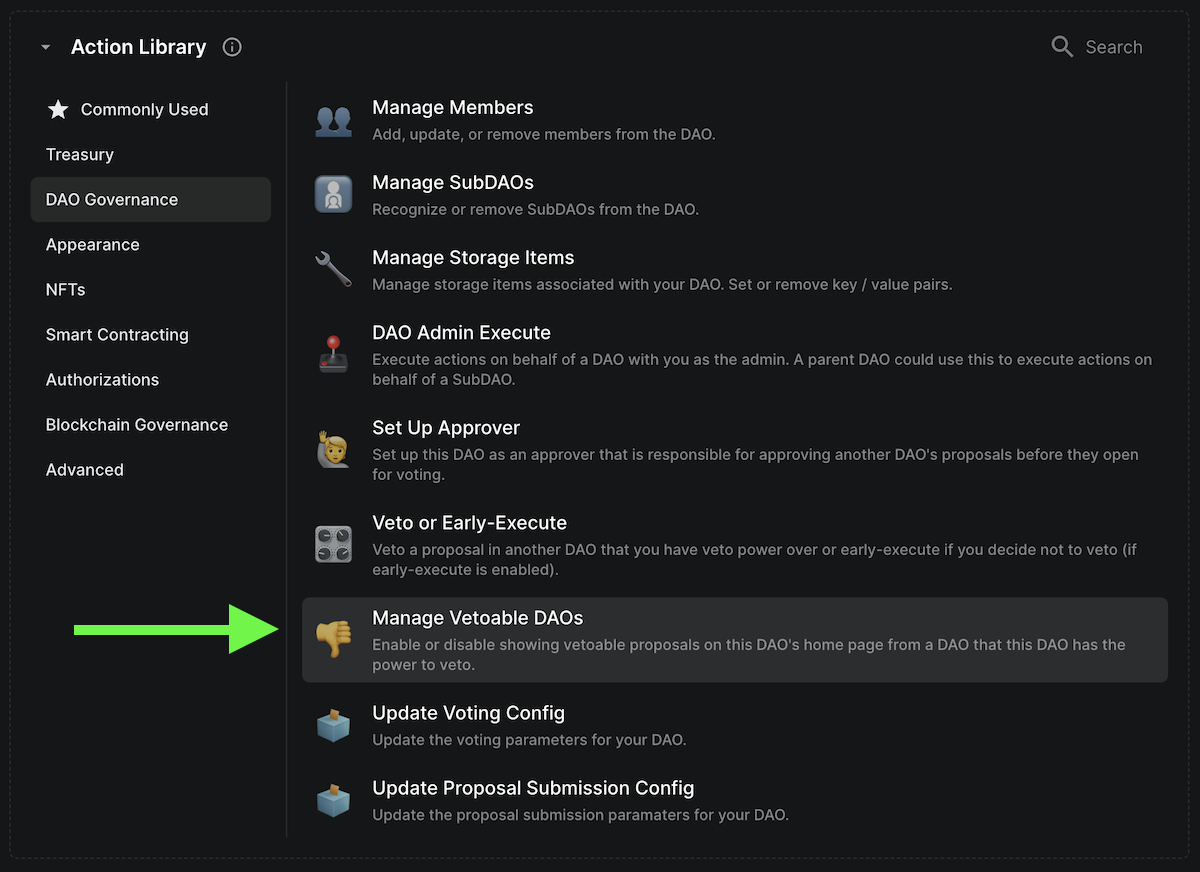 Action Library
Search
Commonly Used
Treasury
DAO Governance
Appearance
NFTs
Smart Contracting
Authorizations
Blockchain Governance
Advanced
Manage Members
Add, update, or remove members from the DAO.
Manage SubDAOs
Recognize or remove SubDAOs from the DAO.
Manage Storage Items
Manage storage items associated with your DAO. Set or remove key / value pairs.
DAO Admin Execute
Execute actions on behalf of a DAO with you as the admin. A parent DAO could use this to execute actions on
behalf of a SubDAO.
Set Up Approver
Set up this DAO as an approver that is responsible for approving another DAO's proposals before they open
for voting.
Veto or Early-Execute
Veto a proposal in another DAO that you have veto power over or early-execute if you decide not to veto (if
early-execute is enabled).
Manage Vetoable DAOs
Enable or disable showing vetoable proposals on this DAO's home page from a DAO that this DAO has the
power to veto.
Update Voting Config
Update the voting parameters for your DAO.
Update Proposal Submission Config
Update the proposal submission paramaters for your DAO.